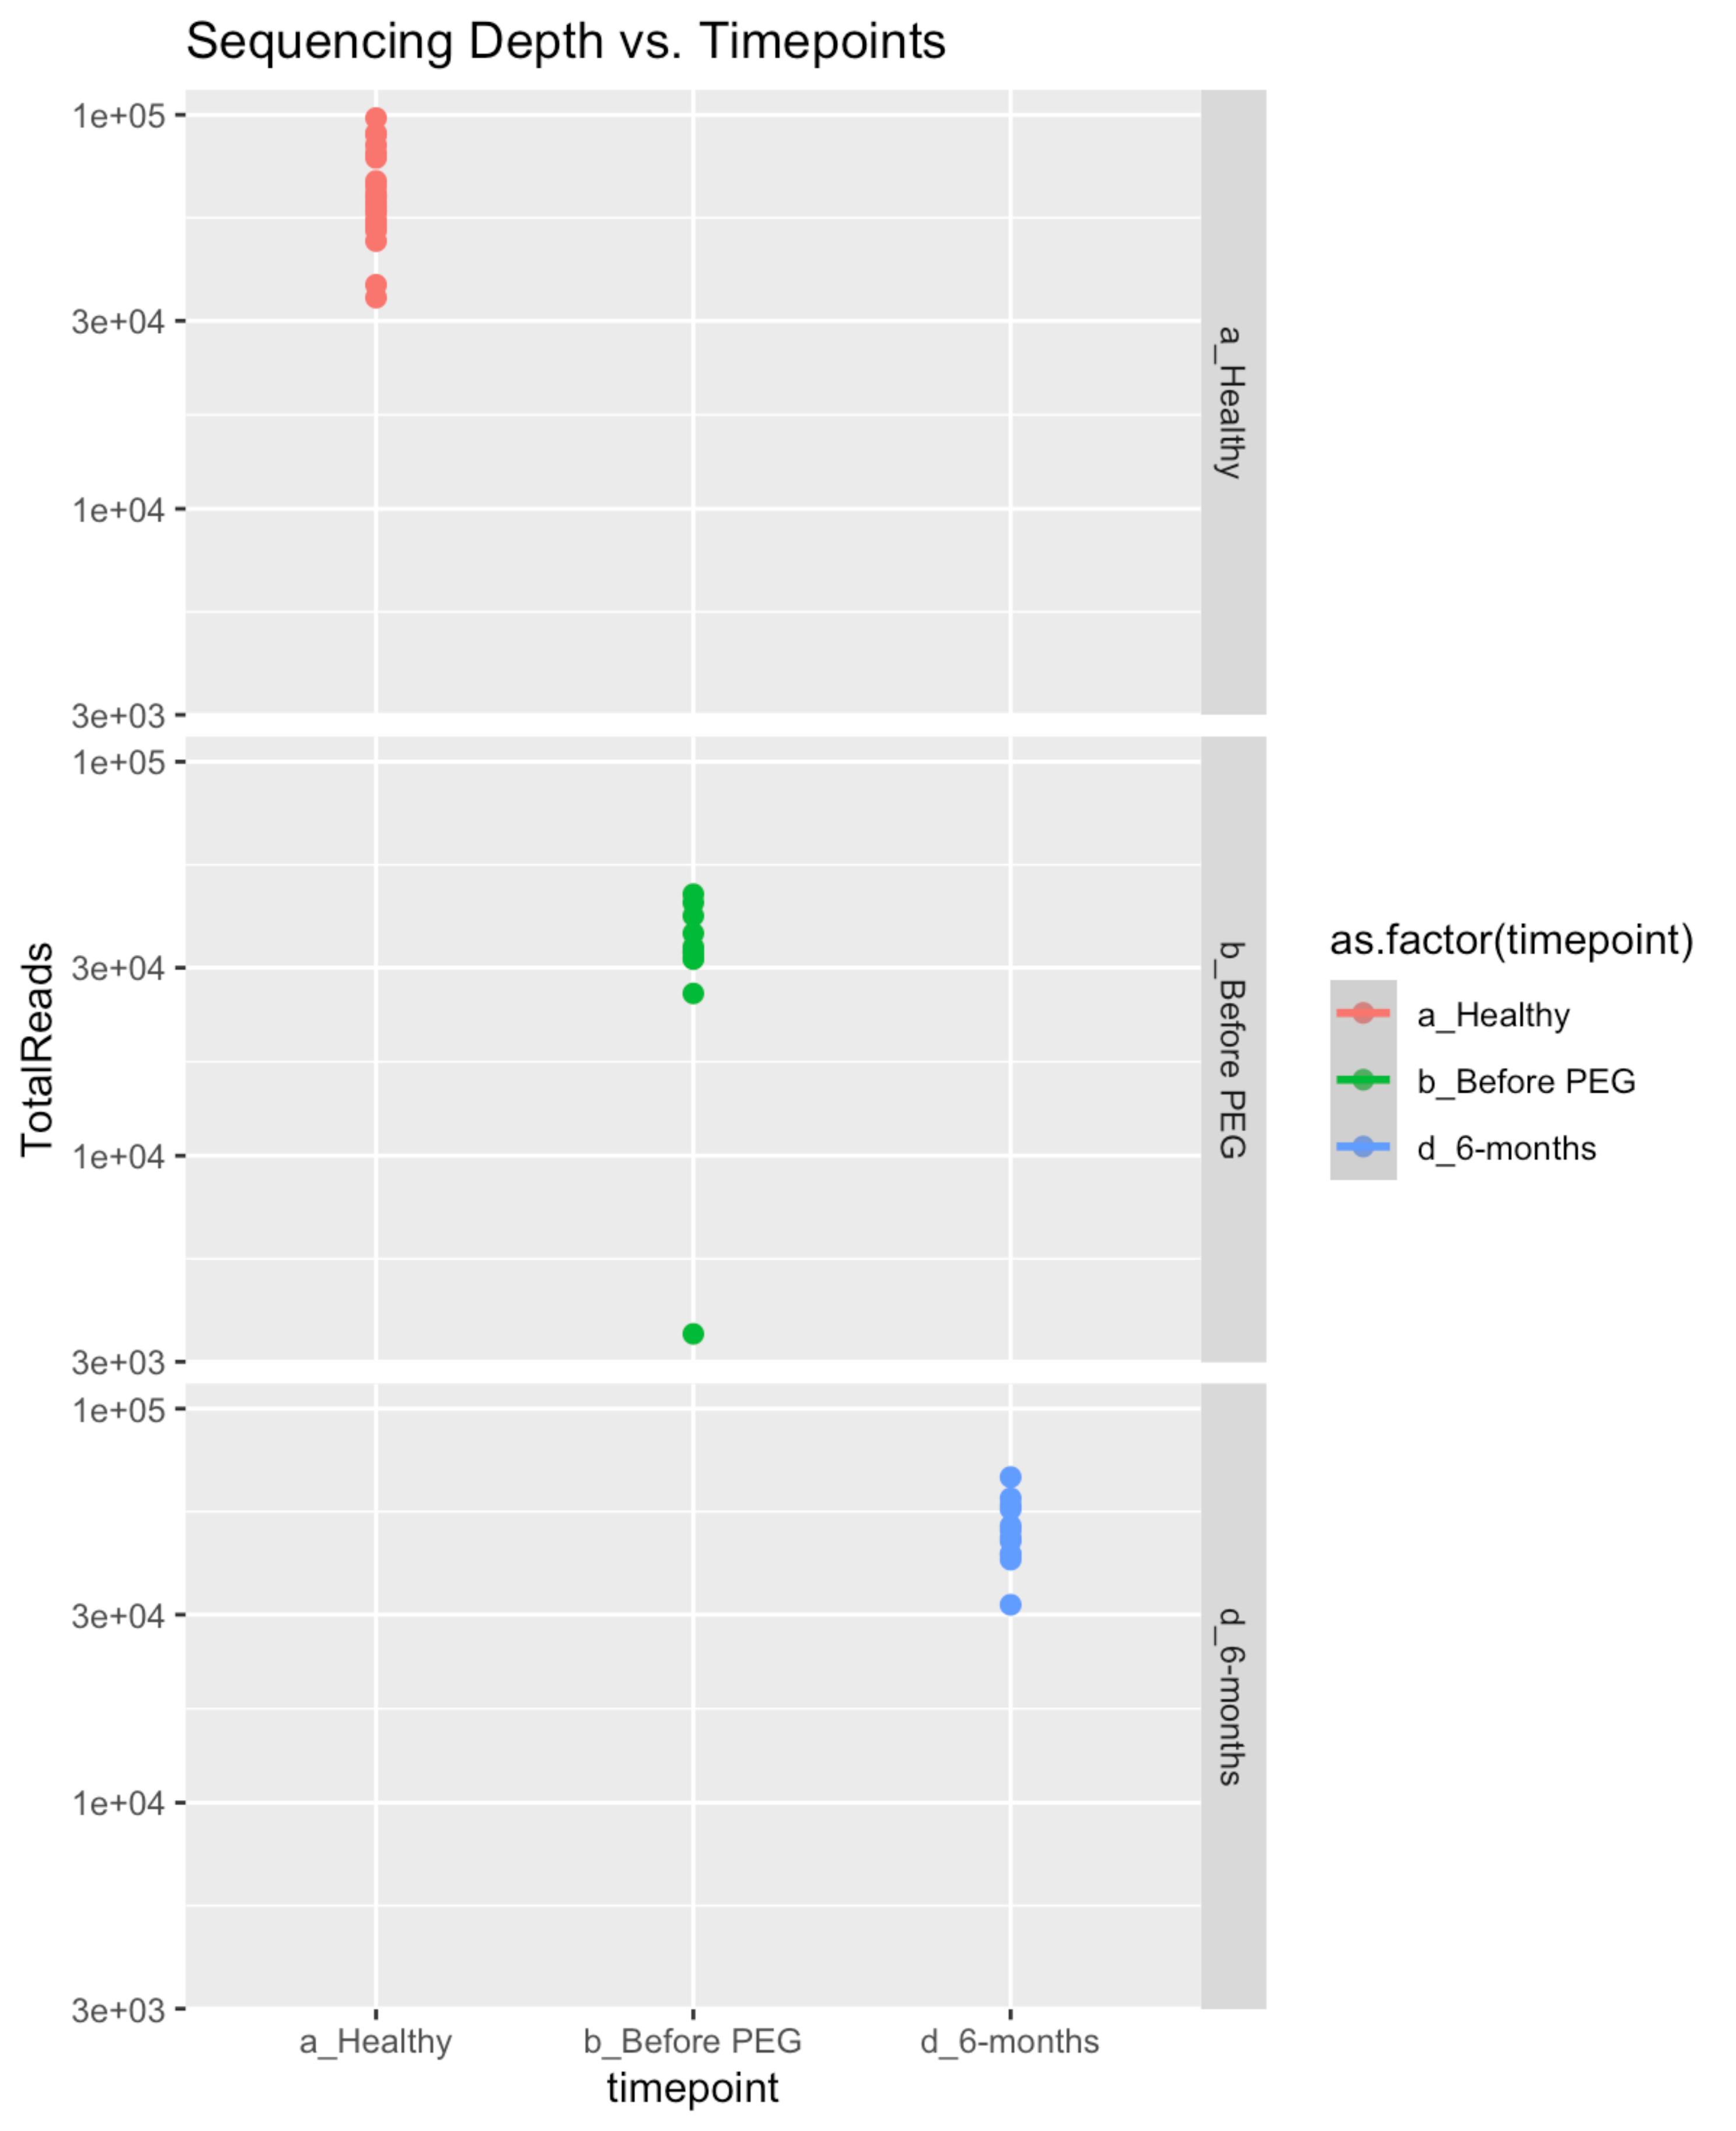 Sequencing Depth vs. Timepoints
1e+05
3e+04
1e+04
3e+03
a_Healthy
1e+05
3e+04
1e+04
3e+03
b_Before PEG
1e+05
3e+04
1e+04
3e+03
d_6-months
TotalReads
a_Healthy
b_Before PEG
d_6-months
timepoint
as.factor(timepoint)
a_Healthy
b_Before PEG
d_6-months